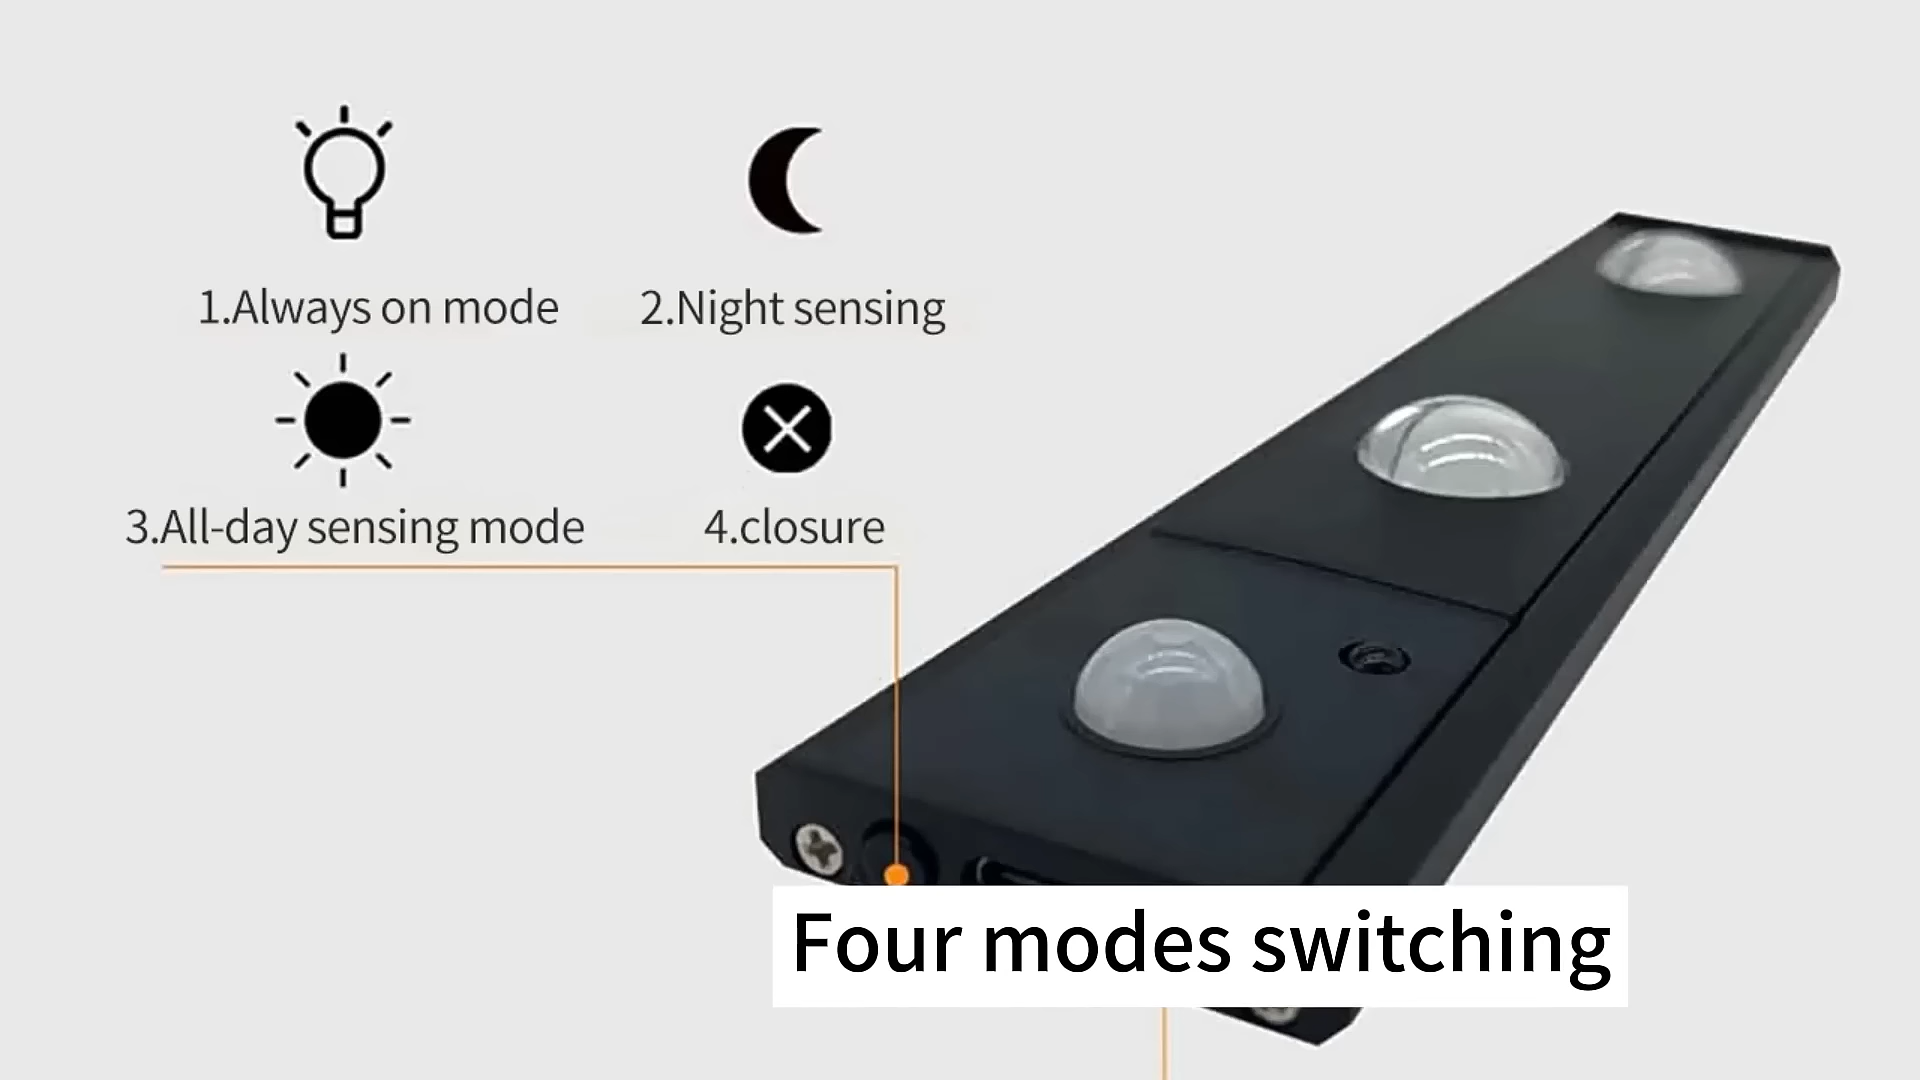 1.Always on mode
2.Night sensing
3.All-day sensing mode
4.closure
Four modes switching